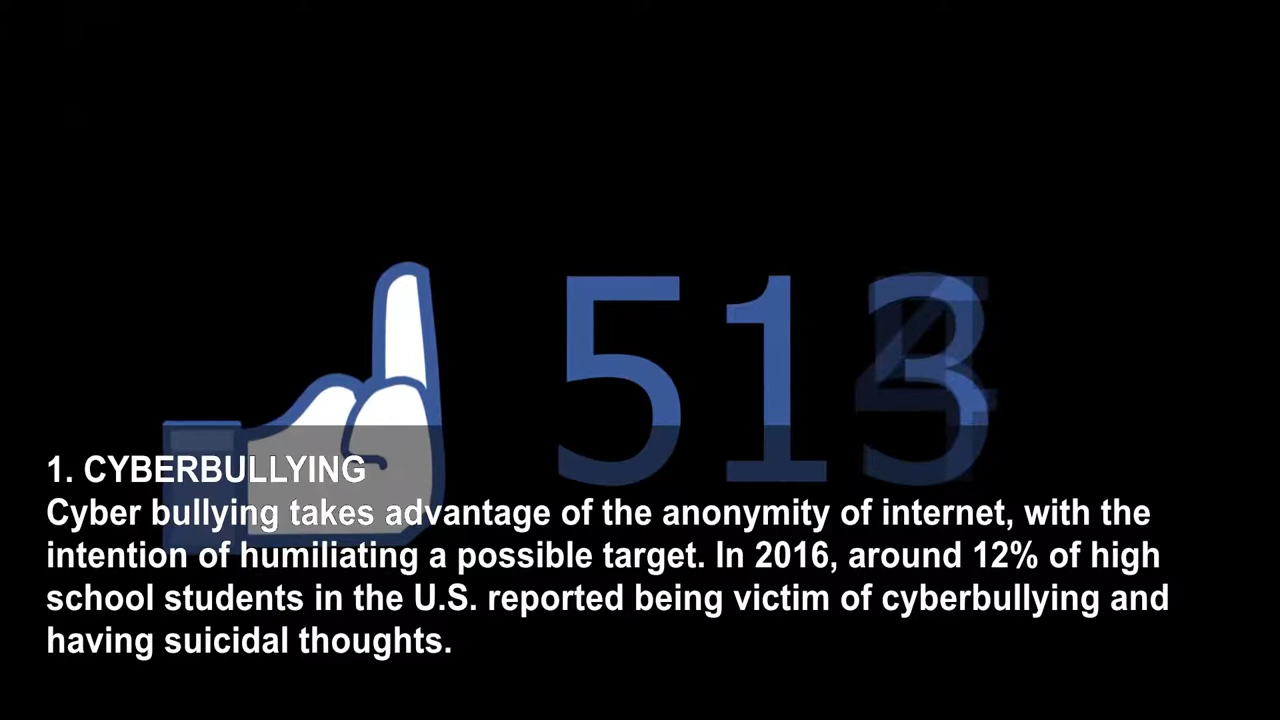 513
1. CYBERBULLYING
Cyber bullying takes advantage of the anonymity of internet, with the
intention of humiliating a possible target. In 2016, around 12% of high
school students in the U.S. reported being victim of cyberbullying and
having suicidal thoughts.